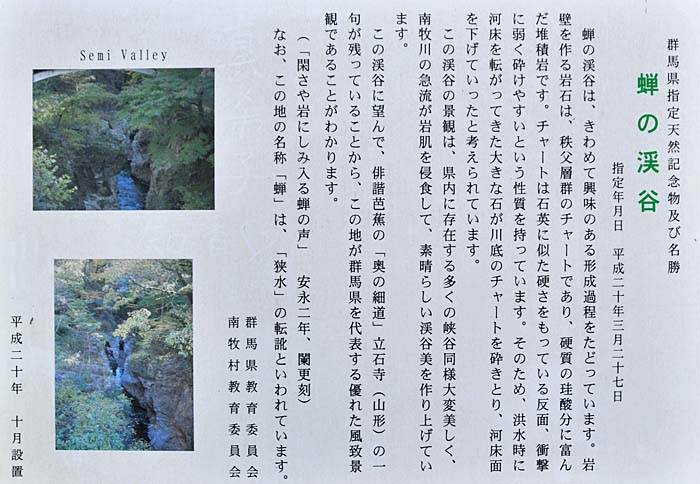 群馬県指定天然記念物及び名勝
蝉の渓谷
指定年月日　平成二十年三月二十七日
蝉の渓谷は、きわめて興味のある形成過程をたどっています。岩
壁を作る岩石は、秩父層群のチャートであり、硬質の珪酸分に富ん
だ堆積岩です。チャートは石英に似た硬さをもっている反面、衝撃
に弱く砕けやすいという性質を持っています。そのため、洪水時に
河床を転がってきた大きな石が川底のチャートを砕きとり、河床面
を下げていったと考えられています。
この渓谷の景観は、県内に存在する多くの峡谷同様大変美しく、
南牧川の急流が岩肌を侵食して、素晴らしい渓谷美を作り上げてい
ます。
この渓谷に望んで、俳諧芭蕉の「奥の細道」立石寺（山形）の一
句が残っていることから、この地が群馬県を代表する優れた風致景
観であることがわかります。
（「閑さや岩にしみ入る蝉の声」　安永二年、闌更刻）
なお、この地の名称「蝉」は、「狭水」の転訛といわれています。
群馬県教育委員会
南牧村教育委員会
Semi Valley
平成二十年　十月設置